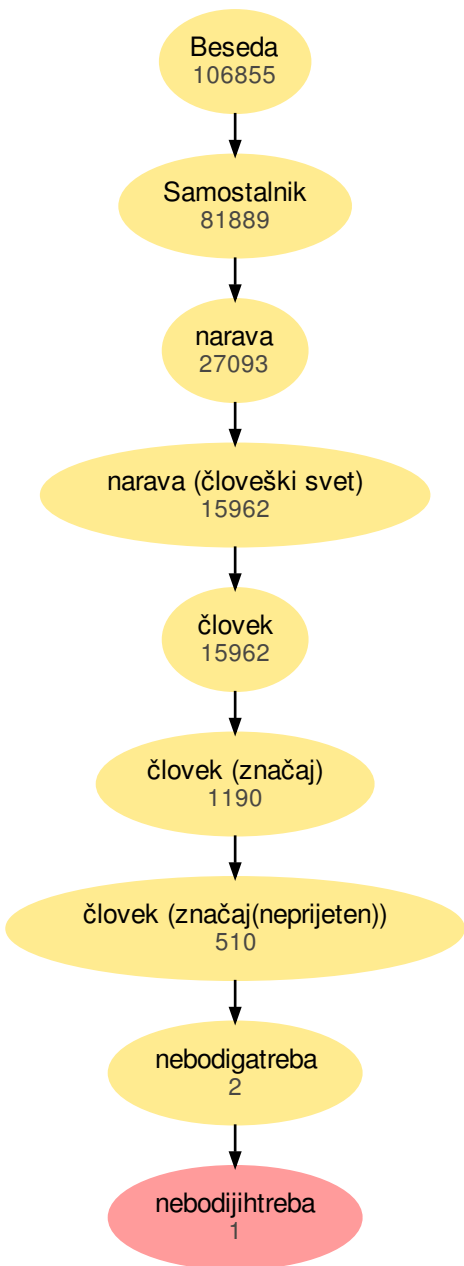 Beseda
106855
Samostalnik
81889
narava
27093
narava (človeški svet)
15962
človek
15962
človek (značaj)
1190
človek (značaj(neprijeten))
510
nebodigatreba
2
nebodijihtreba
1